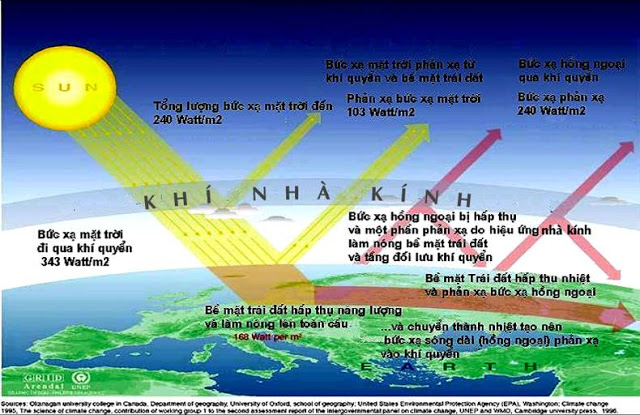 SUN
Bức xạ mặt trời phản xạ từ
khí quyển và bề mặt trái đất
Phản xạ bức xạ mặt trời
103 Watt/m2
Bức xạ hồng ngoại
qua khí quyển
Bức xạ phản xạ
240 Watt/m2
Tổng lượng bức xạ mặt trời đến
240 Watt/m2
KHÍ NHÀ KÍNH
Bức xạ mặt trời
đi qua khí quyển
343 Watt/m2
Bức xạ hồng ngoại bị hấp thụ
và một phần phản xạ do hiệu ứng nhà kính
làm nóng bề mặt trái đất
và tầng đối lưu khí quyển
Bề mặt Trái đất hấp thụ nhiệt
và phản xạ bức xạ hồng ngoại
Bề mặt trái đất hấp thụ năng lượng
và làm nóng lên toàn cầu
168 Watt per m²
...và chuyển thành nhiệt tạo nên
bức xạ sóng dài (hồng ngoại) phản xạ
vào khí quyển
EARTH
GRID
Arendal UNEP
Sources: Okanagan university college in Canada, Department of geography, University of Oxford, school of geography; United States Environmental Protection Agency (EPA), Washington; Climate change
1995, The science of climate change, contribution of working group 1 to the second assessment report of the intergovernmental panel on climate change, UNEP and WMO, Cambridge university press, 1996.